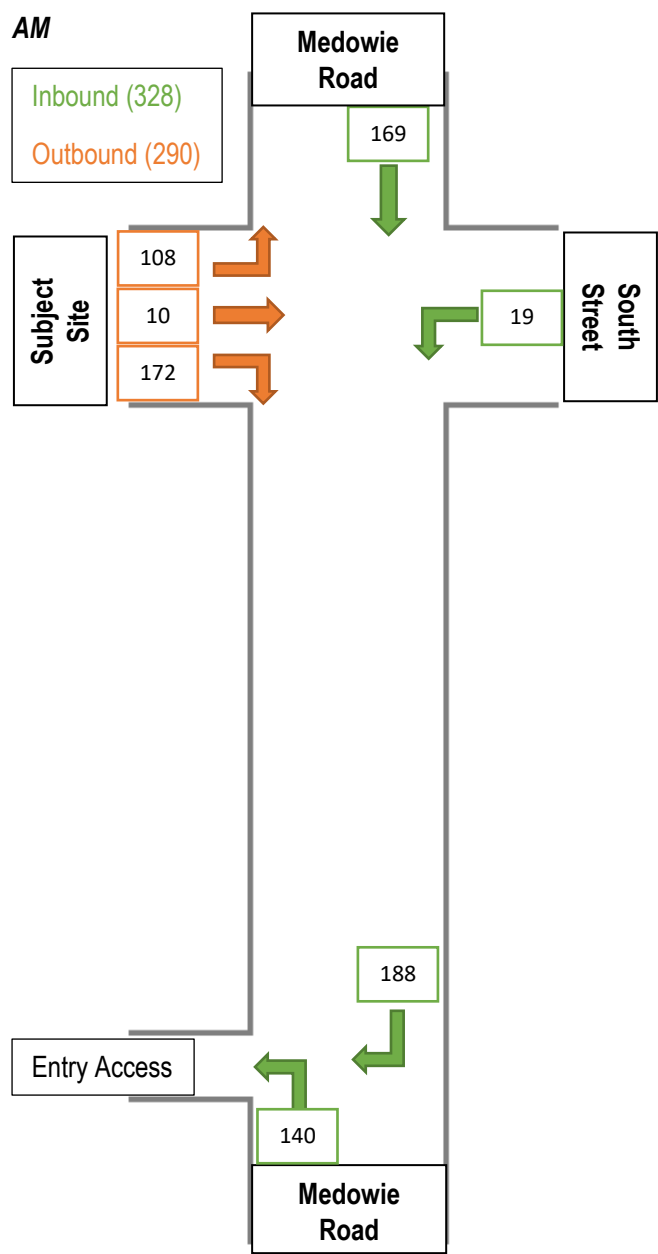 AM
Medowie
Road
Inbound (328)
Outbound (290)
169
Subject
Site
108
10
172
19
South
Street
188
Entry Access
140
Medowie
Road